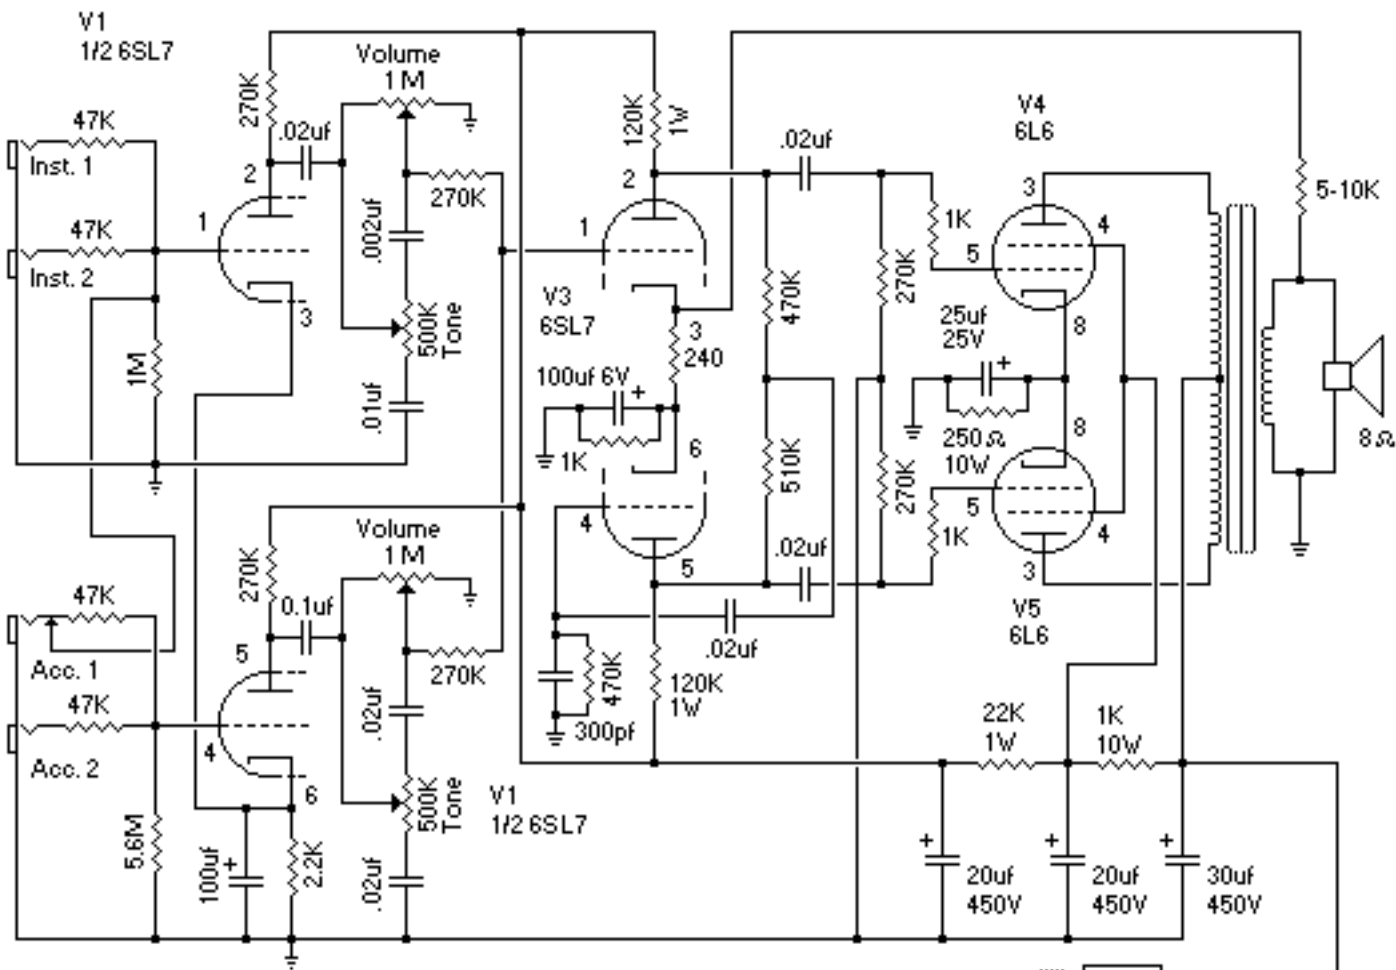 V1
1/2 6SL7
47K
Inst. 1
47K
Inst. 2
1M
270K
.02uf
2
1
3
Volume
1 M
270K
.002uf
500K
Tone
.01uf
120K
1W
2
1
V3
6SL7
3
240
100uf 6V
+
1K
6
4
5
.02uf
470K
510K
270K
270K
1K
V4
6L6
3
4
5
8
25uf
25V
+
250 Ω
10W
8
5
4
3
1K
V5
6L6
5-10K
8 Ω
.02uf
.02uf
470K
300pf
120K
1W
47K
Acc. 1
47K
Acc. 2
5.6M
270K
0.1uf
5
4
6
100uf
+
2.2K
Volume
1 M
270K
.02uf
500K
Tone
.02uf
V1
1/2 6SL7
22K
1W
1K
10W
+
20uf
450V
+
20uf
450V
+
30uf
450V